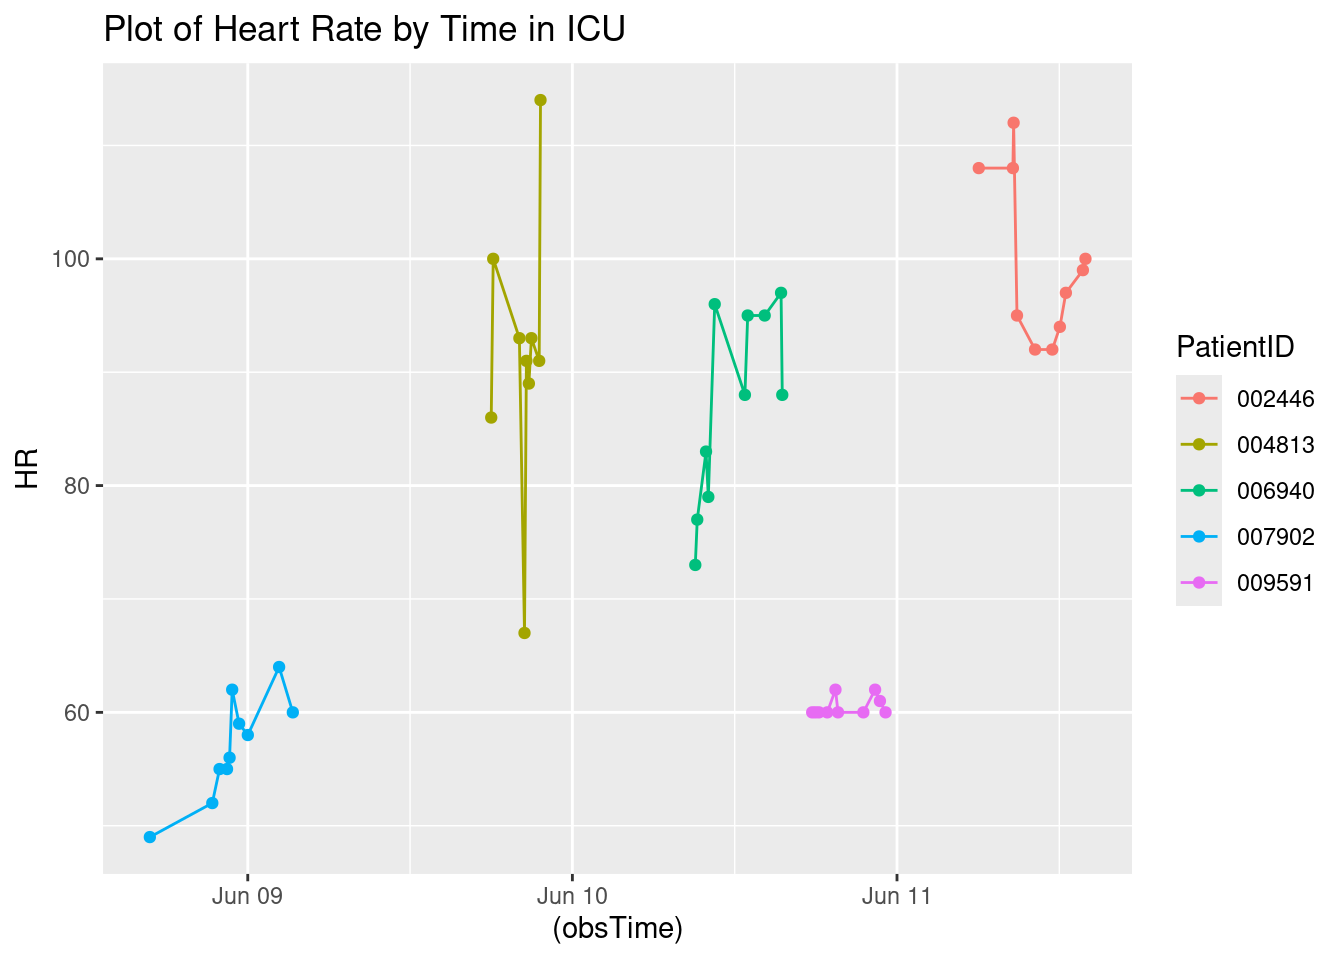 Plot of Heart Rate by Time in ICU
HR
100
80
60
Jun 09
Jun 10
Jun 11
(obsTime)
PatientID
002446
004813
006940
007902
009591